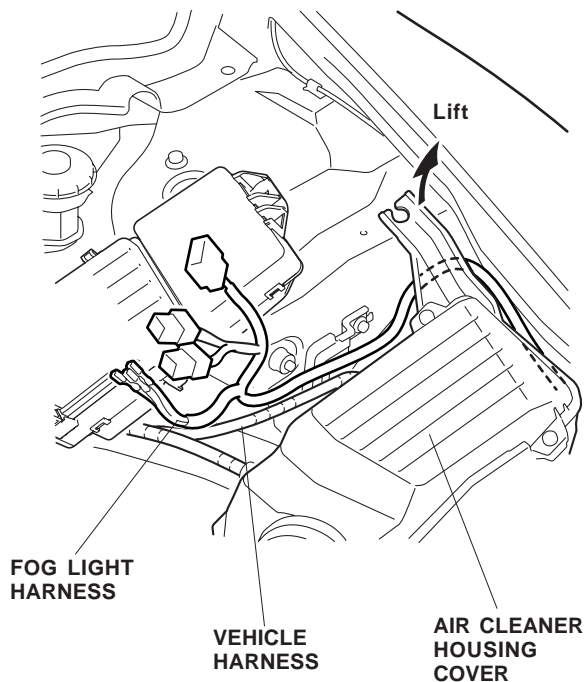 Lift
FOG LIGHT
HARNESS
VEHICLE
HARNESS
AIR CLEANER
HOUSING
COVER